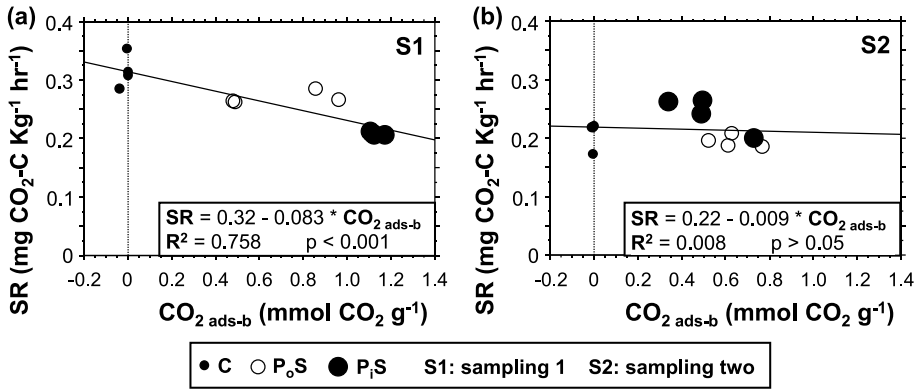 (a)
S1
SR (mg CO₂-C Kg⁻¹ hr⁻¹)
0.4
0.3
0.2
0.1
0
SR = 0.32 - 0.083 * CO₂ ads-b
R² = 0.758 p < 0.001
-0.2 0 0.2 0.4 0.6 0.8 1.0 1.2 1.4
CO₂ ads-b (mmol CO₂ g⁻¹)
(b)
S2
SR (mg CO₂-C Kg⁻¹ hr⁻¹)
0.4
0.3
0.2
0.1
0
SR = 0.22 - 0.009 * CO₂ ads-b
R² = 0.008 p > 0.05
-0.2 0 0.2 0.4 0.6 0.8 1.0 1.2 1.4
CO₂ ads-b (mmol CO₂ g⁻¹)
C PₒS PᵢS S1: sampling 1 S2: sampling two